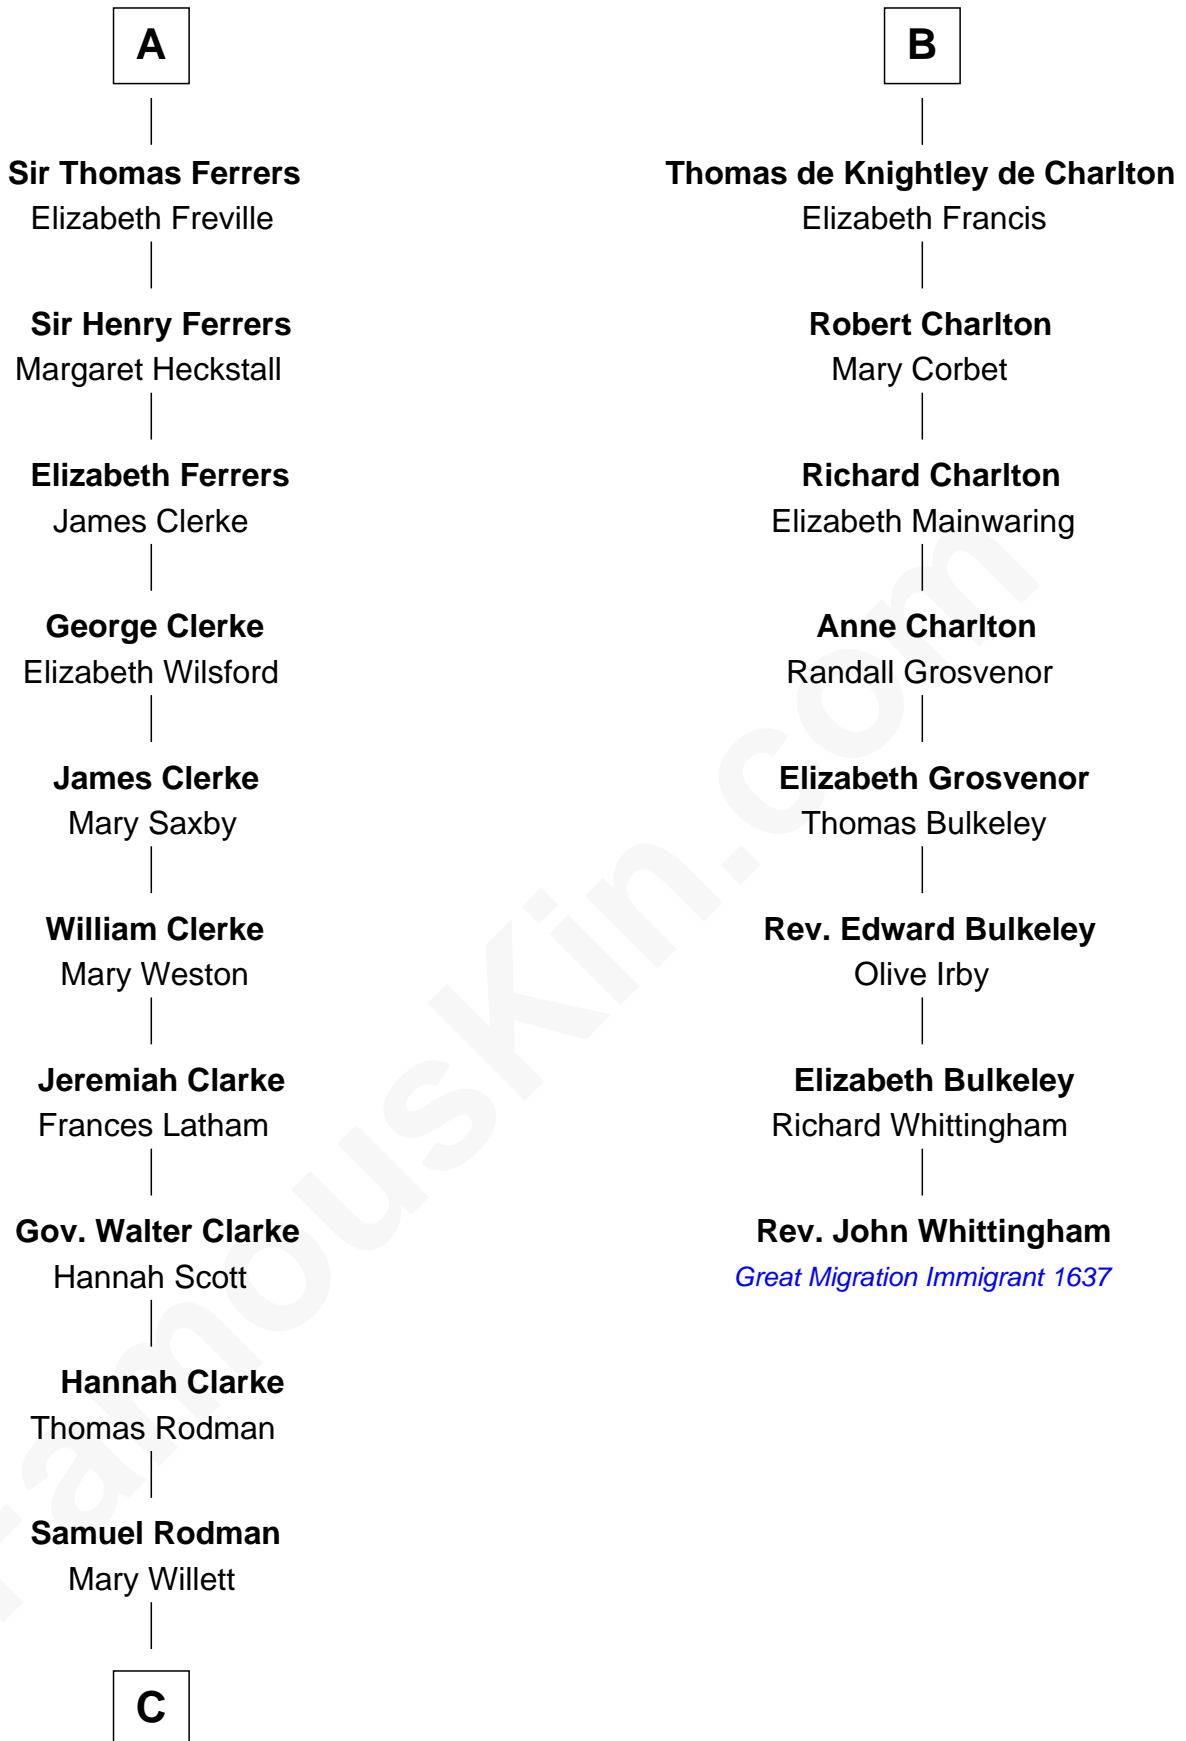 A
Sir Thomas Ferrers
Elizabeth Freville
Sir Henry Ferrers
Margaret Heckstall
Elizabeth Ferrers
James Clerke
George Clerke
Elizabeth Wilsford
James Clerke
Mary Saxby
William Clerke
Mary Weston
Jeremiah Clarke
Frances Latham
Gov. Walter Clarke
Hannah Scott
Hannah Clarke
Thomas Rodman
Samuel Rodman
Mary Willett
C
B
Thomas de Knightley de Charlton
Elizabeth Francis
Robert Charlton
Mary Corbet
Richard Charlton
Elizabeth Mainwaring
Anne Charlton
Randall Grosvenor
Elizabeth Grosvenor
Thomas Bulkeley
Rev. Edward Bulkeley
Olive Irby
Elizabeth Bulkeley
Richard Whittingham
Rev. John Whittingham
Great Migration Immigrant 1637
FamousKin.com